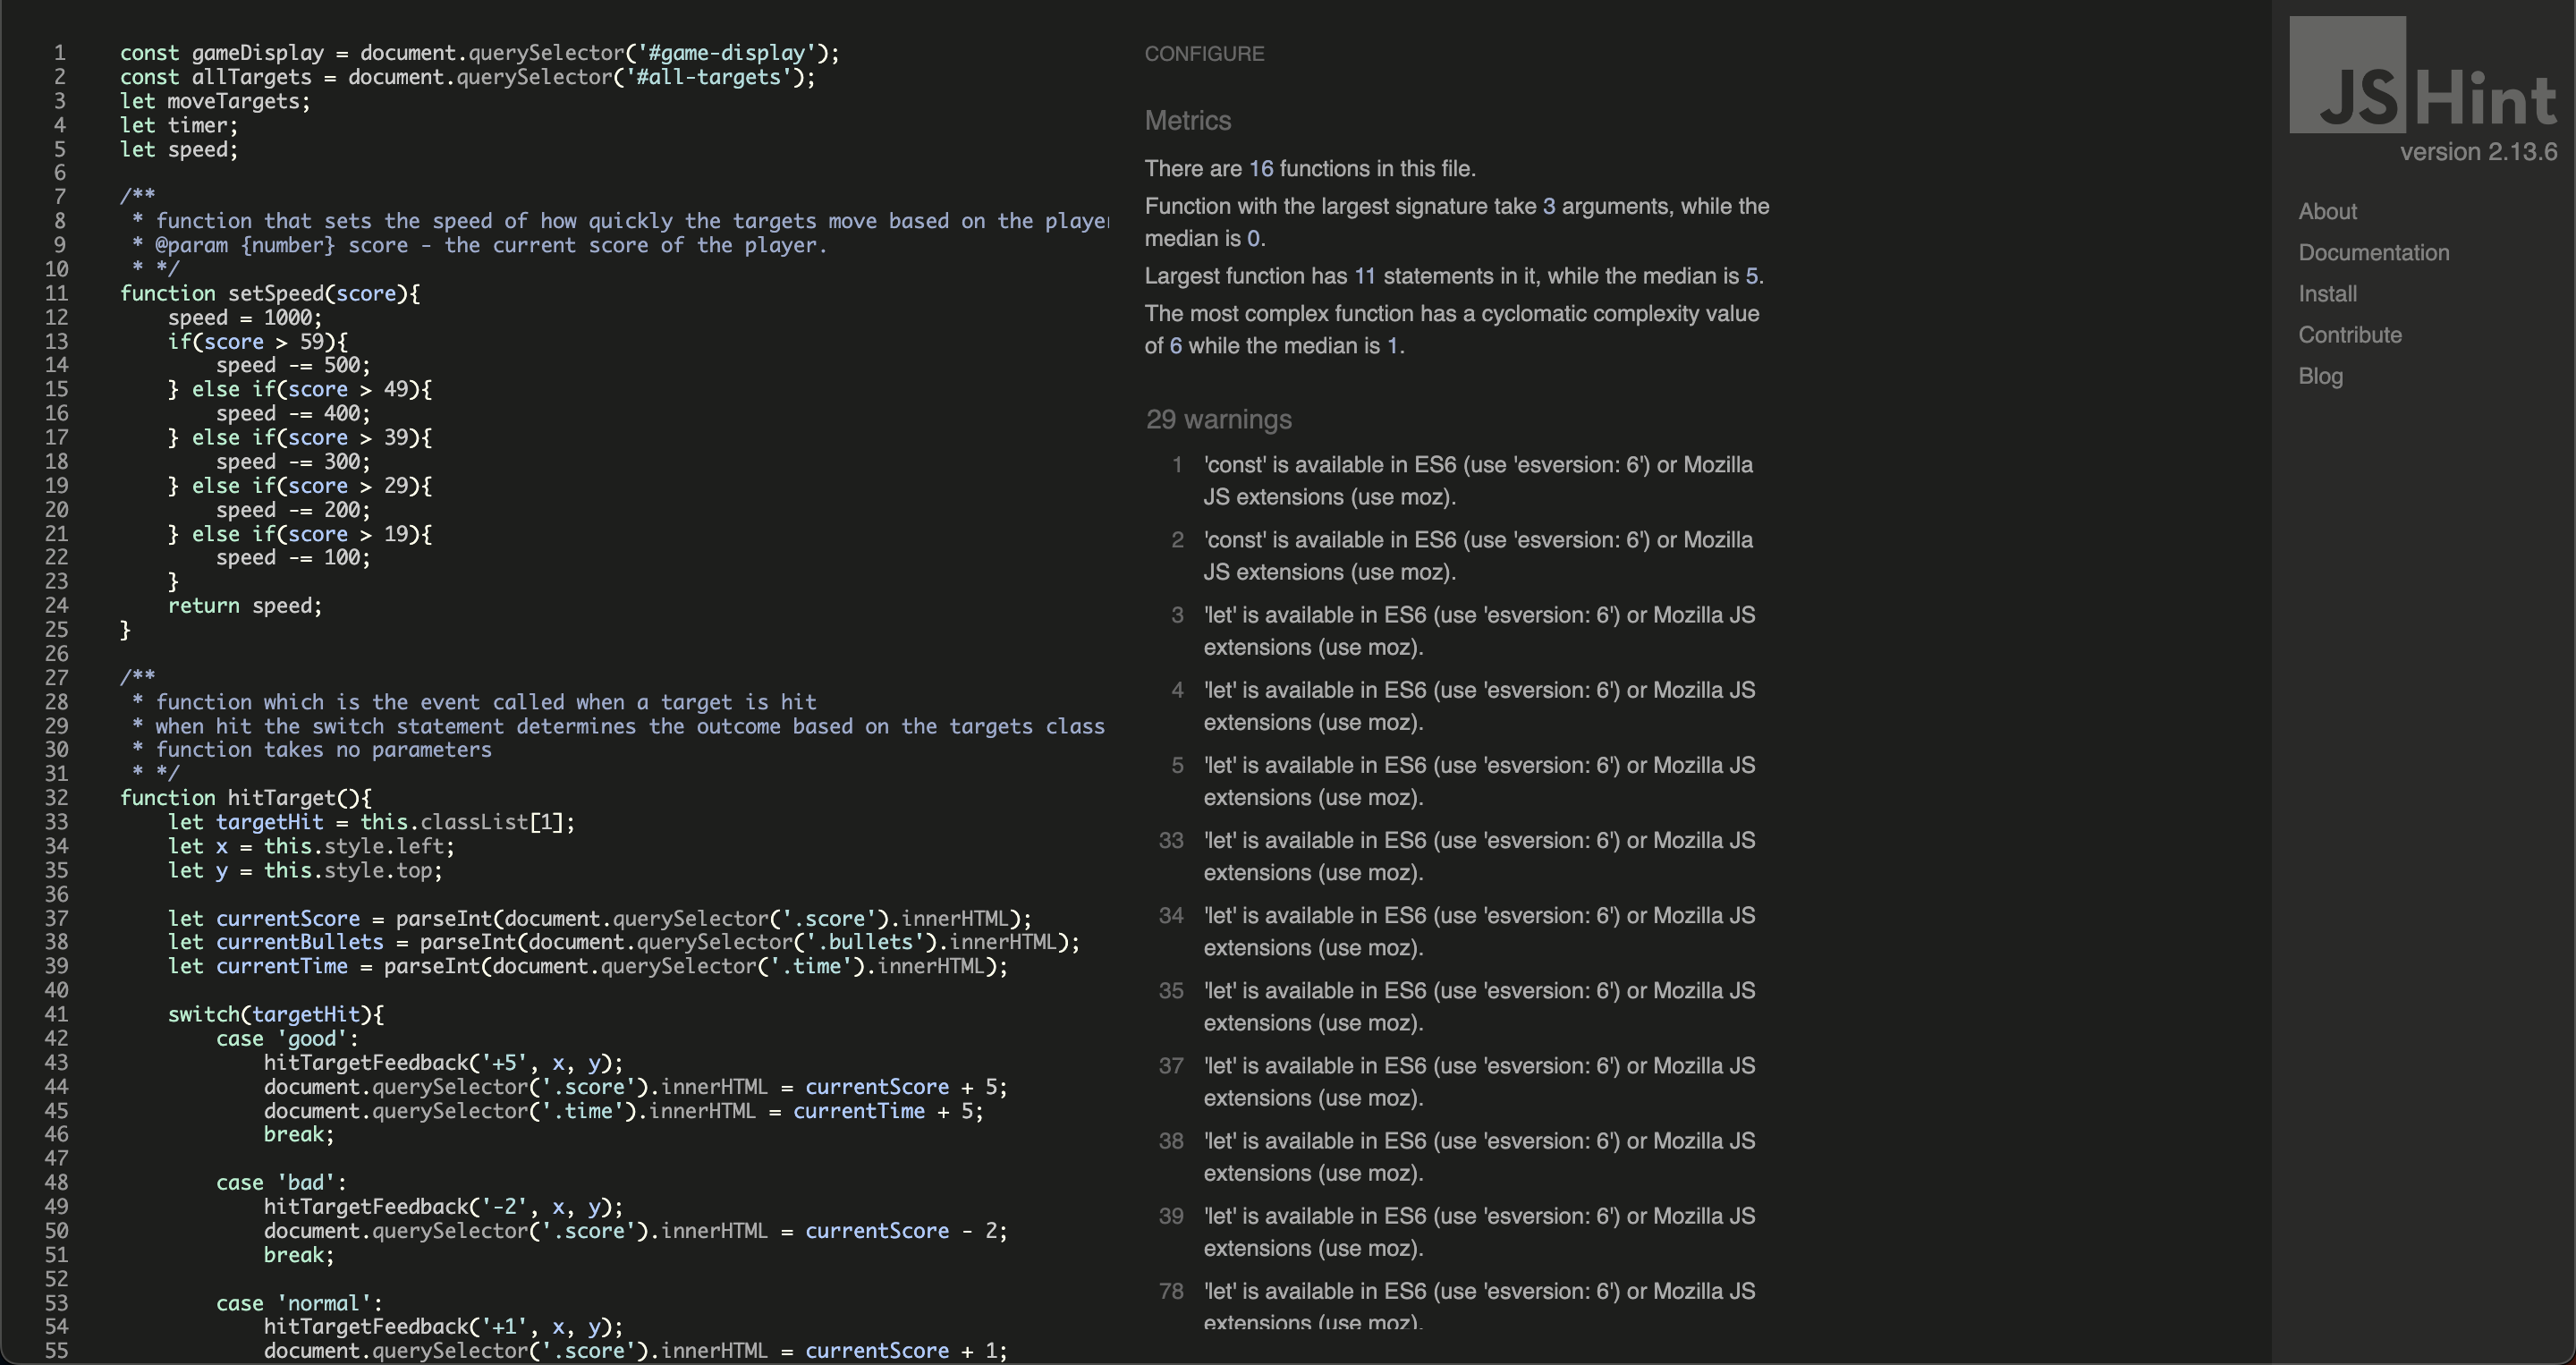 1 const gameDisplay = document.querySelector('#game-display');
2 const allTargets = document.querySelector('#all-targets');
3 let moveTargets;
4 let timer;
5 let speed;
6
7 /**
8 * function that sets the speed of how quickly the targets move based on the player
9 * @param {number} score - the current score of the player.
10 * */
11 function setSpeed(score){
12 speed = 1000;
13 if(score > 59){
14 speed -= 500;
15 } else if(score > 49){
16 speed -= 400;
17 } else if(score > 39){
18 speed -= 300;
19 } else if(score > 29){
20 speed -= 200;
21 } else if(score > 19){
22 speed -= 100;
23 }
24 return speed;
25 }
26
27 /**
28 * function which is the event called when a target is hit
29 * when hit the switch statement determines the outcome based on the targets class
30 * function takes no parameters
31 * */
32 function hitTarget(){
33 let targetHit = this.classList[1];
34 let x = this.style.left;
35 let y = this.style.top;
36
37 let currentScore = parseInt(document.querySelector('.score').innerHTML);
38 let currentBullets = parseInt(document.querySelector('.bullets').innerHTML);
39 let currentTime = parseInt(document.querySelector('.time').innerHTML);
40
41 switch(targetHit){
42 case 'good':
43 hitTargetFeedback('+5', x, y);
44 document.querySelector('.score').innerHTML = currentScore + 5;
45 document.querySelector('.time').innerHTML = currentTime + 5;
46 break;
47
48 case 'bad':
49 hitTargetFeedback('-2', x, y);
50 document.querySelector('.score').innerHTML = currentScore - 2;
51 break;
52
53 case 'normal':
54 hitTargetFeedback('+1', x, y);
55 document.querySelector('.score').innerHTML = currentScore + 1;
CONFIGURE
Metrics
There are 16 functions in this file.
Function with the largest signature take 3 arguments, while the
median is 0.
Largest function has 11 statements in it, while the median is 5.
The most complex function has a cyclomatic complexity value
of 6 while the median is 1.
29 warnings
1 'const' is available in ES6 (use 'esversion: 6') or Mozilla
JS extensions (use moz).
2 'const' is available in ES6 (use 'esversion: 6') or Mozilla
JS extensions (use moz).
3 'let' is available in ES6 (use 'esversion: 6') or Mozilla JS
extensions (use moz).
4 'let' is available in ES6 (use 'esversion: 6') or Mozilla JS
extensions (use moz).
5 'let' is available in ES6 (use 'esversion: 6') or Mozilla JS
extensions (use moz).
33 'let' is available in ES6 (use 'esversion: 6') or Mozilla JS
extensions (use moz).
34 'let' is available in ES6 (use 'esversion: 6') or Mozilla JS
extensions (use moz).
35 'let' is available in ES6 (use 'esversion: 6') or Mozilla JS
extensions (use moz).
37 'let' is available in ES6 (use 'esversion: 6') or Mozilla JS
extensions (use moz).
38 'let' is available in ES6 (use 'esversion: 6') or Mozilla JS
extensions (use moz).
39 'let' is available in ES6 (use 'esversion: 6') or Mozilla JS
extensions (use moz).
78 'let' is available in ES6 (use 'esversion: 6') or Mozilla JS
extensions (use moz).
JSHint
version 2.13.6
About
Documentation
Install
Contribute
Blog